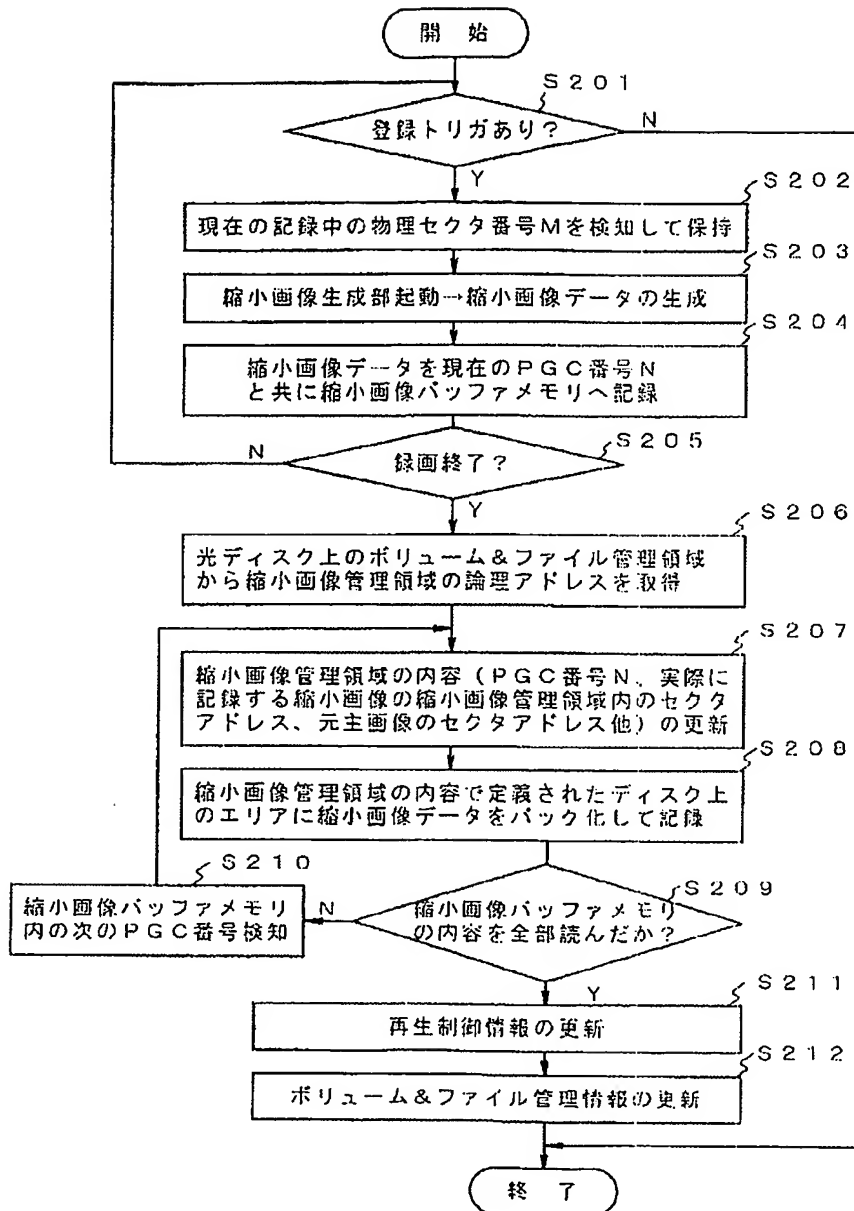 開 始
S201
登録トリガあり?
N
Y
S202
現在の記録中の物理セクタ番号Mを検知して保持
S203
縮小画像生成部起動→縮小画像データの生成
S204
縮小画像データを現在のPGC番号N
と共に縮小画像バッファメモリへ記録
S205
録画終了?
N
Y
S206
光ディスク上のボリューム&ファイル管理領域
から縮小画像管理領域の論理アドレスを取得
S207
縮小画像管理領域の内容(PGC番号N、実際に
記録する縮小画像の縮小画像管理領域内のセクタ
アドレス、元主画像のセクタアドレス他)の更新
S208
縮小画像管理領域の内容で定義されたディスク上
のエリアに縮小画像データをパック化して記録
S209
縮小画像バッファメモリ
の内容を全部読んだか?
N
Y
S210
縮小画像バッファメモリ
内の次のPGC番号検知
S211
再生制御情報の更新
S212
ボリューム&ファイル管理情報の更新
終 了